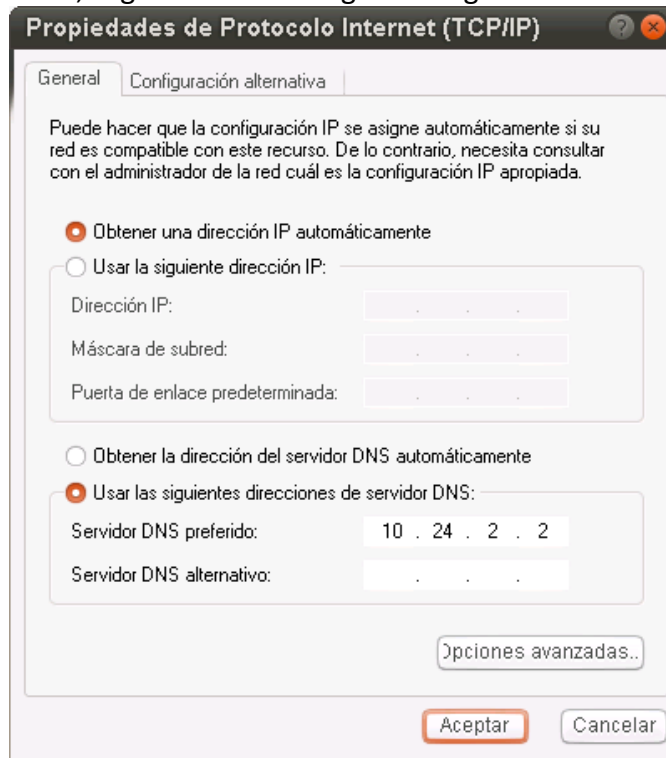 Propiedades de Protocolo Internet (TCP/IP)
General Configuración alternativa
Puede hacer que la configuración IP se asigne automáticamente si su
red es compatible con este recurso. De lo contrario, necesita consultar
con el administrador de la red cuál es la configuración IP apropiada.
Obtener una dirección IP automáticamente
Usar la siguiente dirección IP:
Dirección IP: . . .
Máscara de subred: . . .
Puerta de enlace predeterminada: . . .
Obtener la dirección del servidor DNS automáticamente
Usar las siguientes direcciones de servidor DNS:
Servidor DNS preferido: 10 . 24 . 2 . 2
Servidor DNS alternativo: . . .
Opciones avanzadas..
Aceptar Cancelar